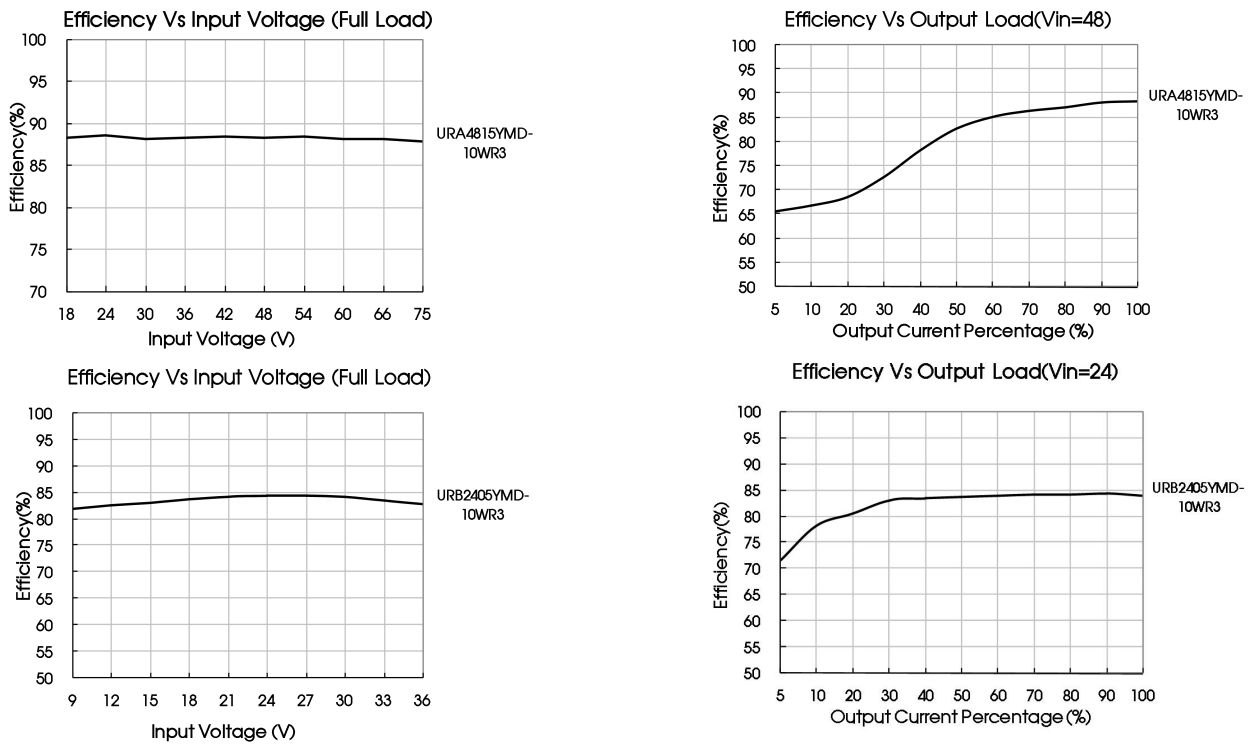 Efficiency Vs Input Voltage (Full Load)
100
95
90
85
80
75
70
Efficiency(%)
18 24 30 36 42 48 54 60 66 75
Input Voltage (V)
URA4815YMD-
10WR3
Efficiency Vs Output Load(Vin=48)
100
95
90
85
80
75
70
65
60
55
50
Efficiency(%)
5 10 20 30 40 50 60 70 80 90 100
Output Current Percentage (%)
URA4815YMD-
10WR3
Efficiency Vs Input Voltage (Full Load)
100
95
90
85
80
75
70
65
60
55
50
Efficiency(%)
9 12 15 18 21 24 27 30 33 36
Input Voltage (V)
URB2405YMD-
10WR3
Efficiency Vs Output Load(Vin=24)
100
95
90
85
80
75
70
65
60
55
50
Efficiency(%)
5 10 20 30 40 50 60 70 80 90 100
Output Current Percentage (%)
URB2405YMD-
10WR3